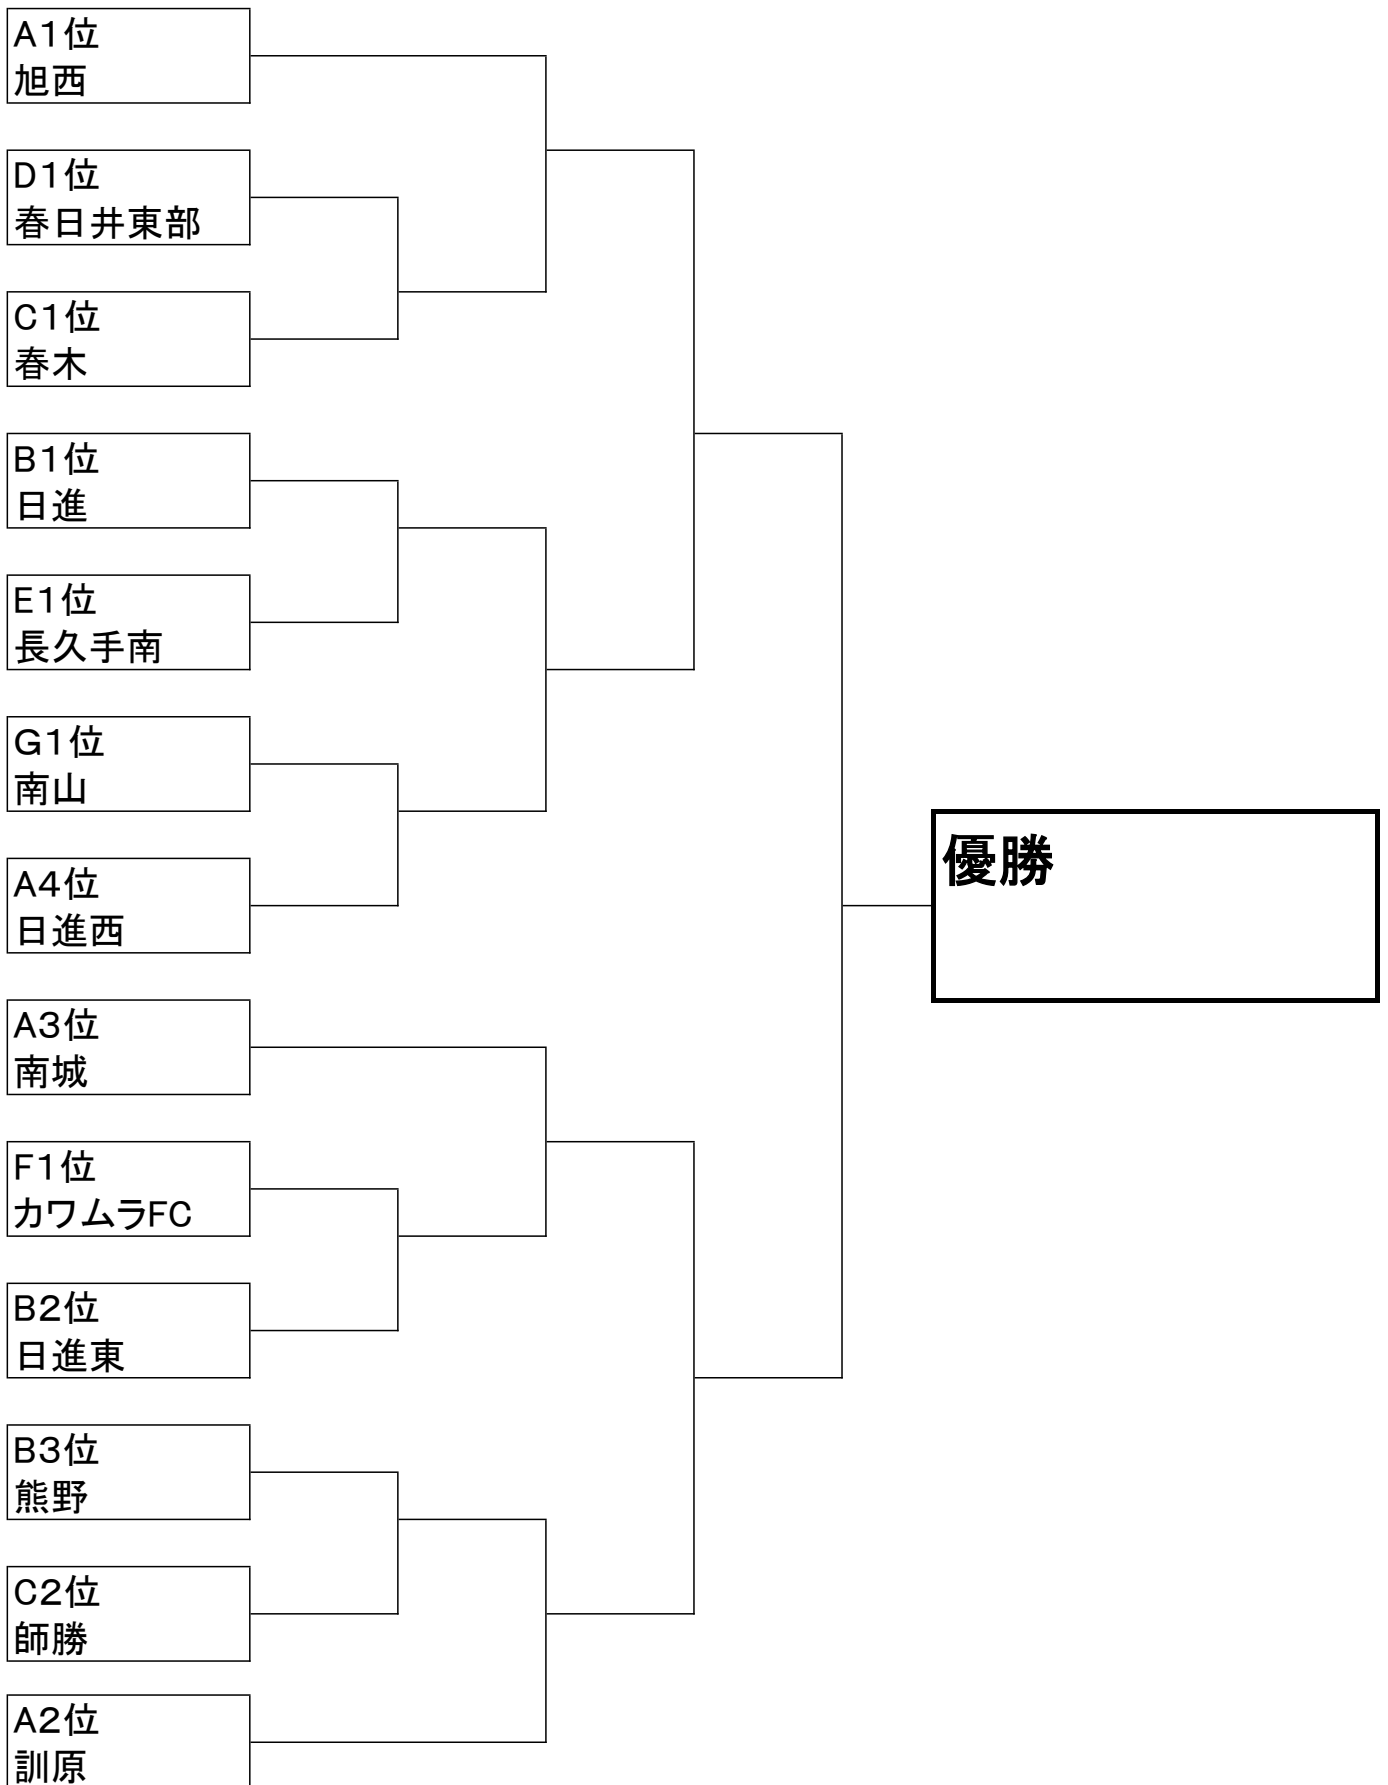 A1位
旭西
D1位
春日井東部
C1位
春木
B1位
日進
E1位
長久手南
G1位
南山
A4位
日進西
優勝
A3位
南城
F1位
カワムラFC
B2位
日進東
B3位
熊野
C2位
師勝
A2位
訓原